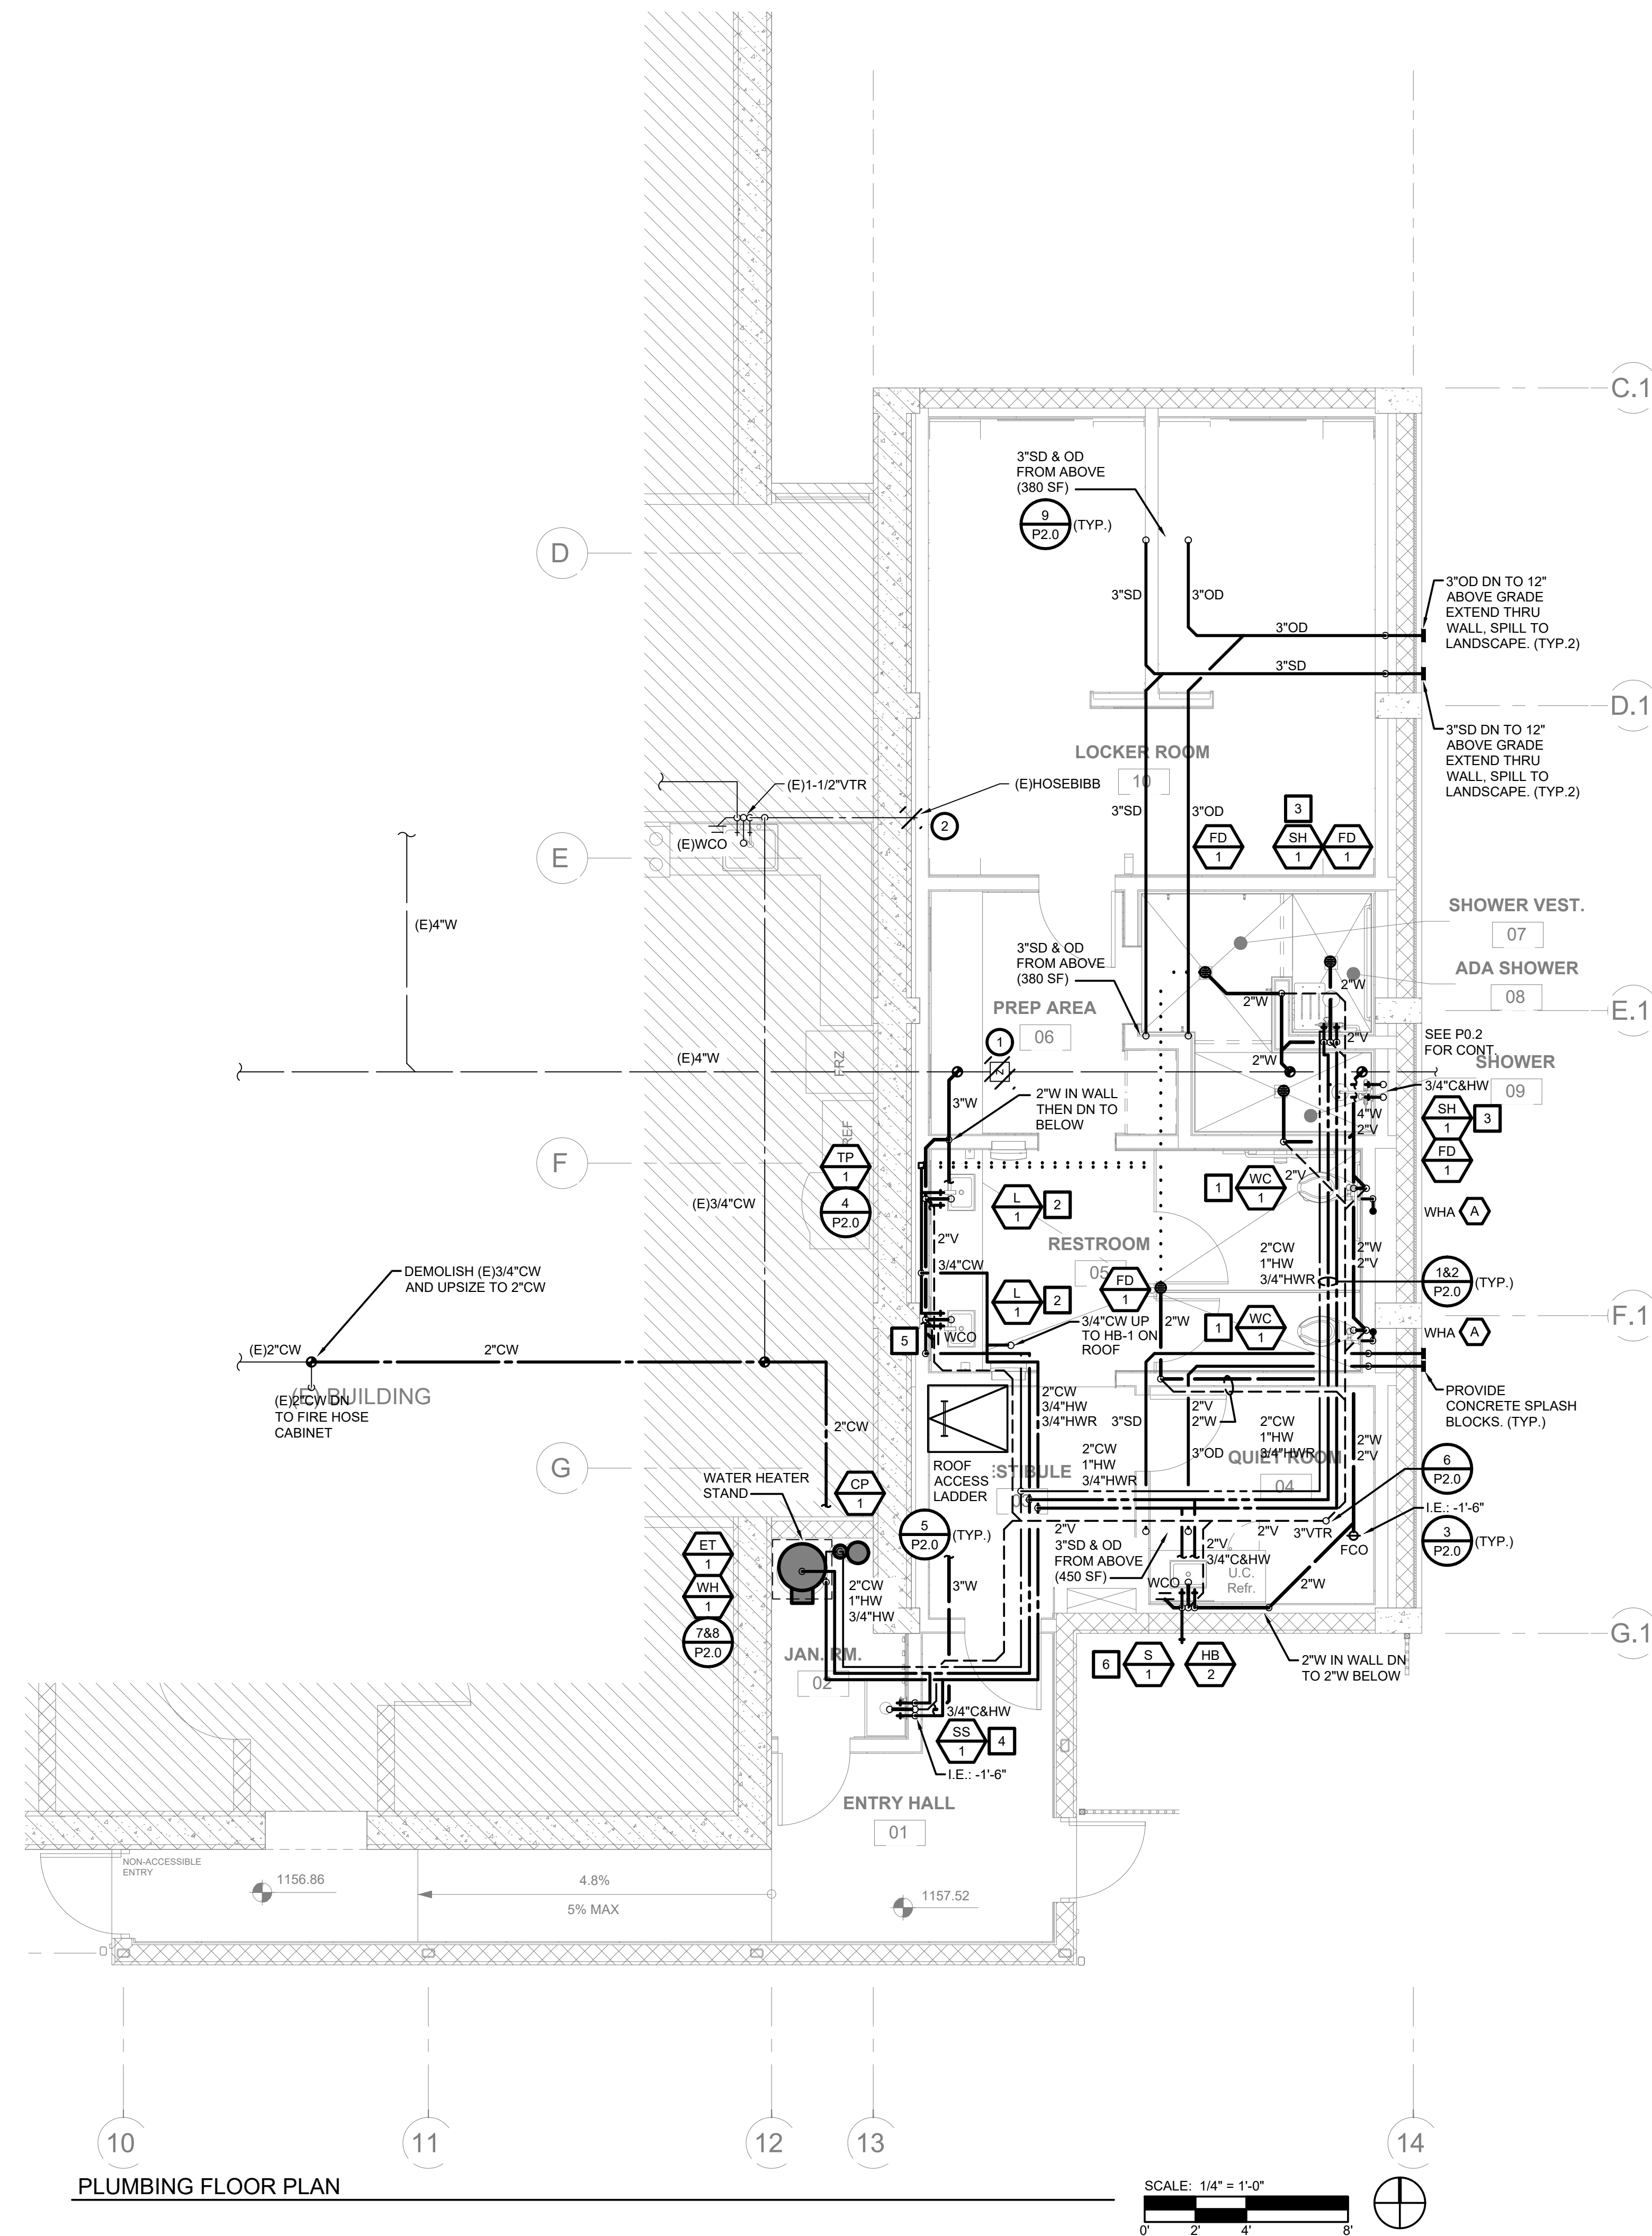 C.1
3"SD & OD
FROM ABOVE
(380 SF)
9
P2.0
(TYP.)
D
3"SD
3"OD
3"OD
3"SD
3"OD DN TO 12"
ABOVE GRADE
EXTEND THRU
WALL, SPILL TO
LANDSCAPE. (TYP.2)
D.1
3"SD DN TO 12"
ABOVE GRADE
EXTEND THRU
WALL, SPILL TO
LANDSCAPE. (TYP.2)
LOCKER ROOM
10
(E)1-1/2"VTR
(E)HOSEBIBB
2
3"SD
3"OD
3
FD
1
SH
1
FD
1
(E)WCO
E
(E)4"W
SHOWER VEST.
07
ADA SHOWER
08
3"SD & OD
FROM ABOVE
(380 SF)
PREP AREA
06
2"W
2"W
2"V
2"W
E.1
SEE P0.2
FOR CONT.
SHOWER
09
(E)4"W
1
Z
FRZ
REF
3"W
2"W IN WALL
THEN DN TO
BELOW
3/4"C&HW
4"W
2"V
SH
1
3
FD
1
F
TP
1
4
P2.0
(E)3/4"CW
L
1
2
1
WC
1
2"V
WHA
A
RESTROOM
05
2"V
3/4"CW
2"CW
1"HW
3/4"HWR
2"W
2"V
1&2
P2.0
(TYP.)
DEMOLISH (E)3/4"CW
AND UPSIZE TO 2"CW
L
1
2
FD
1
3/4"CW UP
TO HB-1 ON
ROOF
2"W
1
WC
1
F.1
WHA
A
5
WCO
(E)2"CW
2"CW
(E) BUILDING
(E)2"CW DN
TO FIRE HOSE
CABINET
2"CW
2"CW
3/4"HW
3/4"HWR
3"SD
2"V
2"W
2"CW
1"HW
3/4"HWR
PROVIDE
CONCRETE SPLASH
BLOCKS. (TYP.)
G
WATER HEATER
STAND
CP
1
ROOF
ACCESS
LADDER
STIBULE
03
2"CW
1"HW
3/4"HWR
3"OD
QUIET ROOM
04
2"W
2"V
6
P2.0
I.E.: -1'-6"
5
P2.0
(TYP.)
2"V
3"SD & OD
FROM ABOVE
(450 SF)
2"V
2"V
3"VTR
3
P2.0
(TYP.)
FCO
ET
1
WH
1
7&8
P2.0
2"CW
1"HW
3/4"HW
3"W
WCO
3/4"C&HW
U.C.
Refr.
2"W
G.1
JAN. RM.
02
6
S
1
HB
2
2"W IN WALL DN
TO 2"W BELOW
3/4"C&HW
SS
1
4
I.E.: -1'-6"
ENTRY HALL
01
NON-ACCESSIBLE
ENTRY
1156.86
4.8%
5% MAX
1157.52
10
11
12
13
14
PLUMBING FLOOR PLAN
SCALE: 1/4" = 1'-0"
0'
2'
4'
8'